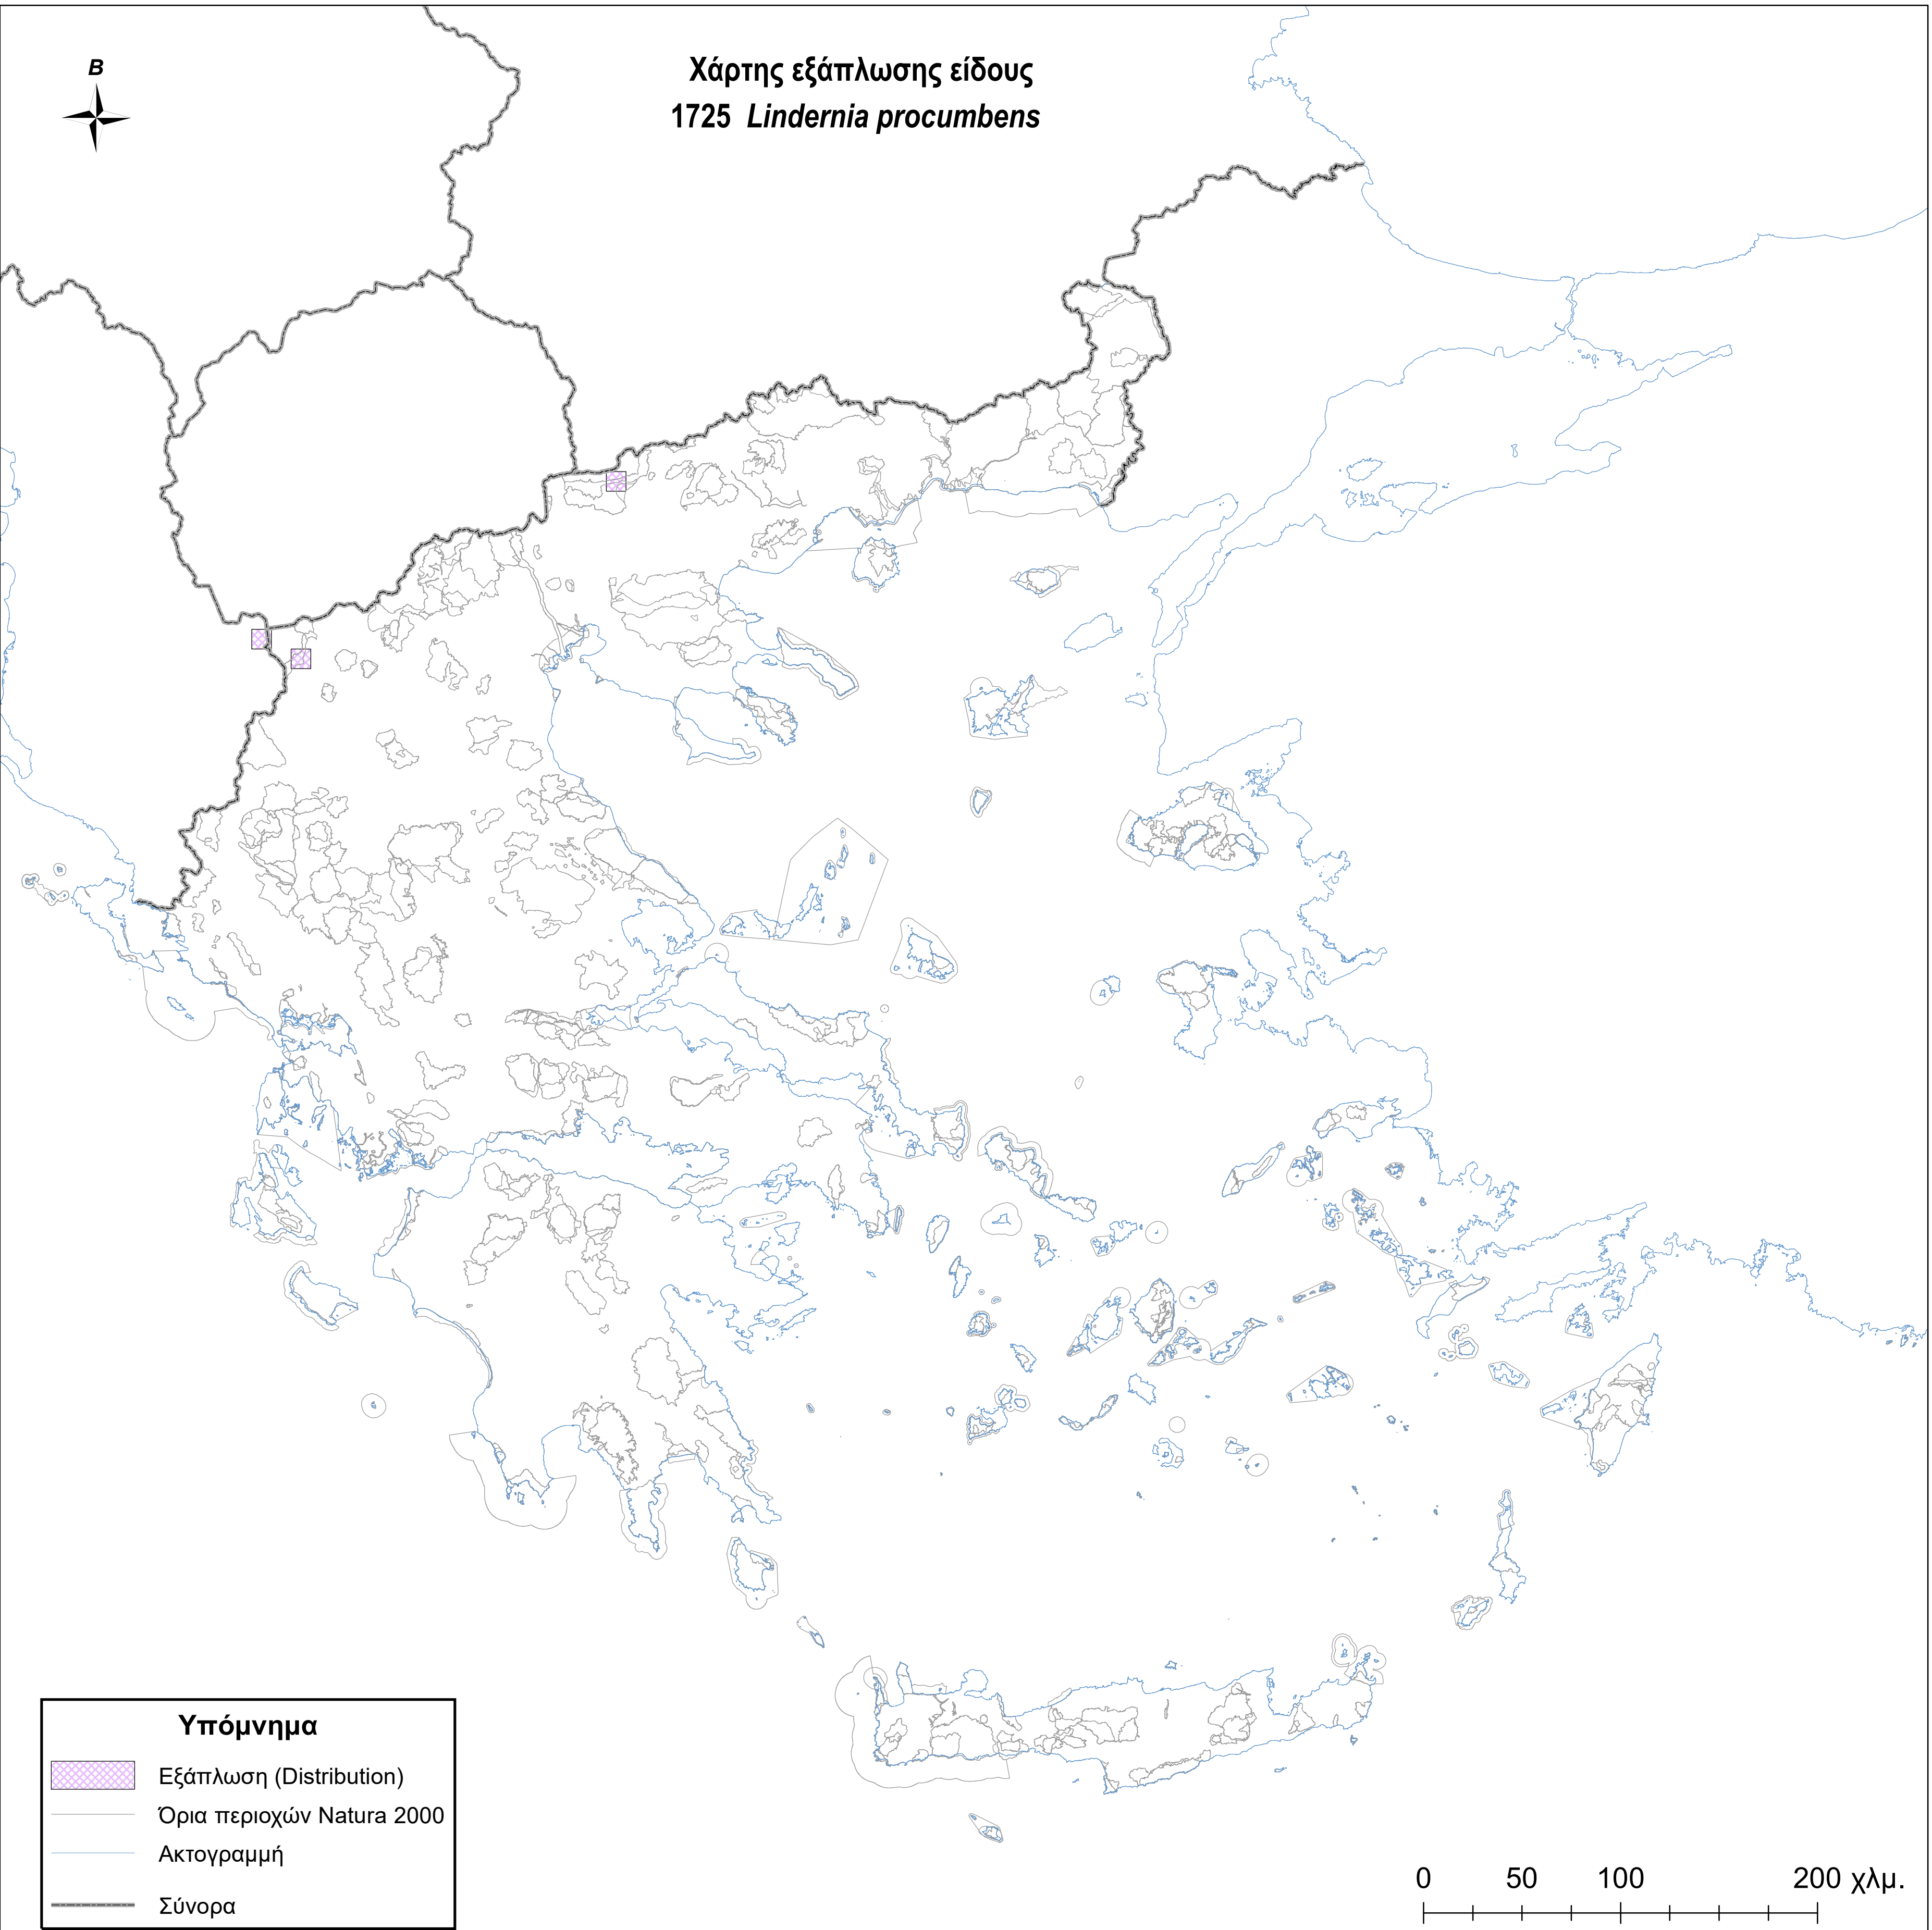 Β
Χάρτης εξάπλωσης είδους
1725 Lindernia procumbens
Υπόμνημα
Εξάπλωση (Distribution)
Όρια περιοχών Natura 2000
Ακτογραμμή
Σύνορα
0 50 100 200 χλμ.